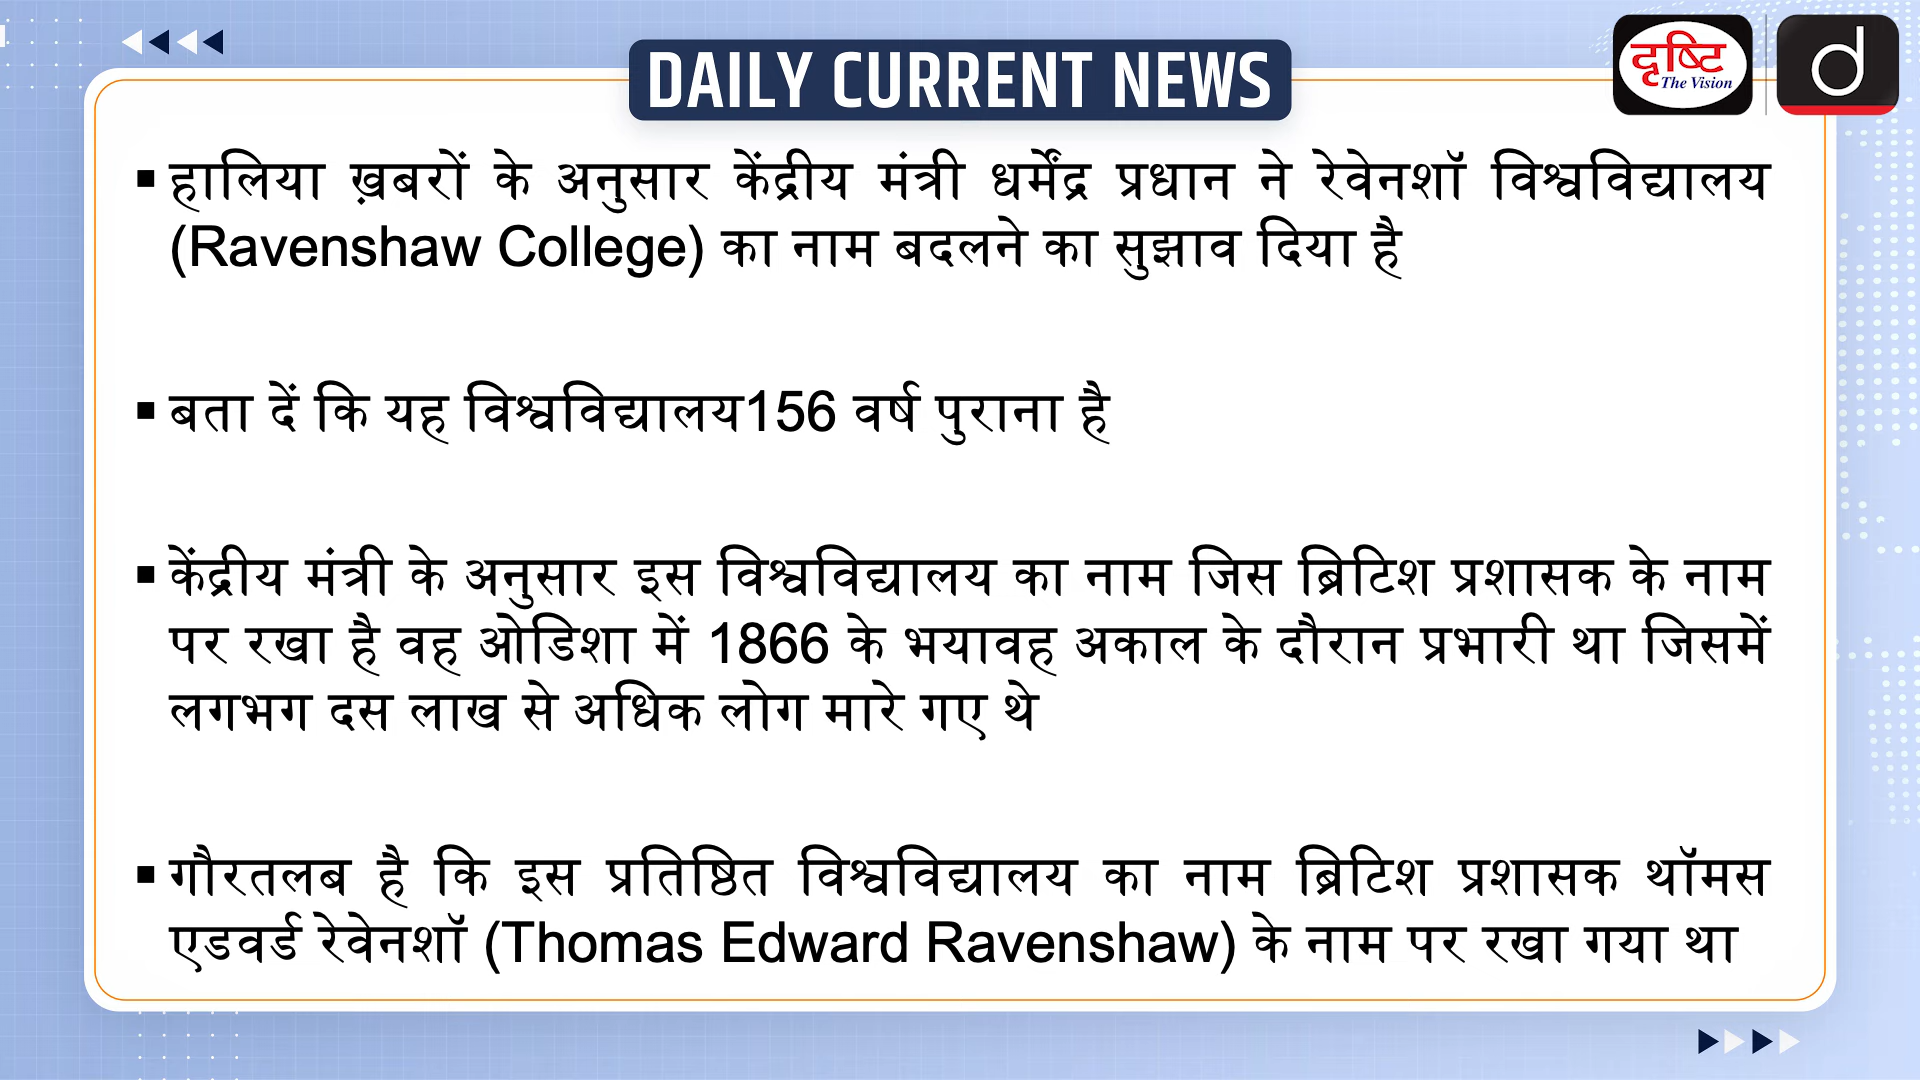 DAILY CURRENT NEWS
दृष्टि
The Vision
d
▪ हालिया ख़बरों के अनुसार केंद्रीय मंत्री धर्मेंद्र प्रधान ने रेवेनशॉ विश्वविद्यालय
(Ravenshaw College) का नाम बदलने का सुझाव दिया है
▪ बता दें कि यह विश्वविद्यालय156 वर्ष पुराना है
▪ केंद्रीय मंत्री के अनुसार इस विश्वविद्यालय का नाम जिस ब्रिटिश प्रशासक के नाम
पर रखा है वह ओडिशा में 1866 के भयावह अकाल के दौरान प्रभारी था जिसमें
लगभग दस लाख से अधिक लोग मारे गए थे
▪ गौरतलब है कि इस प्रतिष्ठित विश्वविद्यालय का नाम ब्रिटिश प्रशासक थॉमस
एडवर्ड रेवेनशॉ (Thomas Edward Ravenshaw) के नाम पर रखा गया था